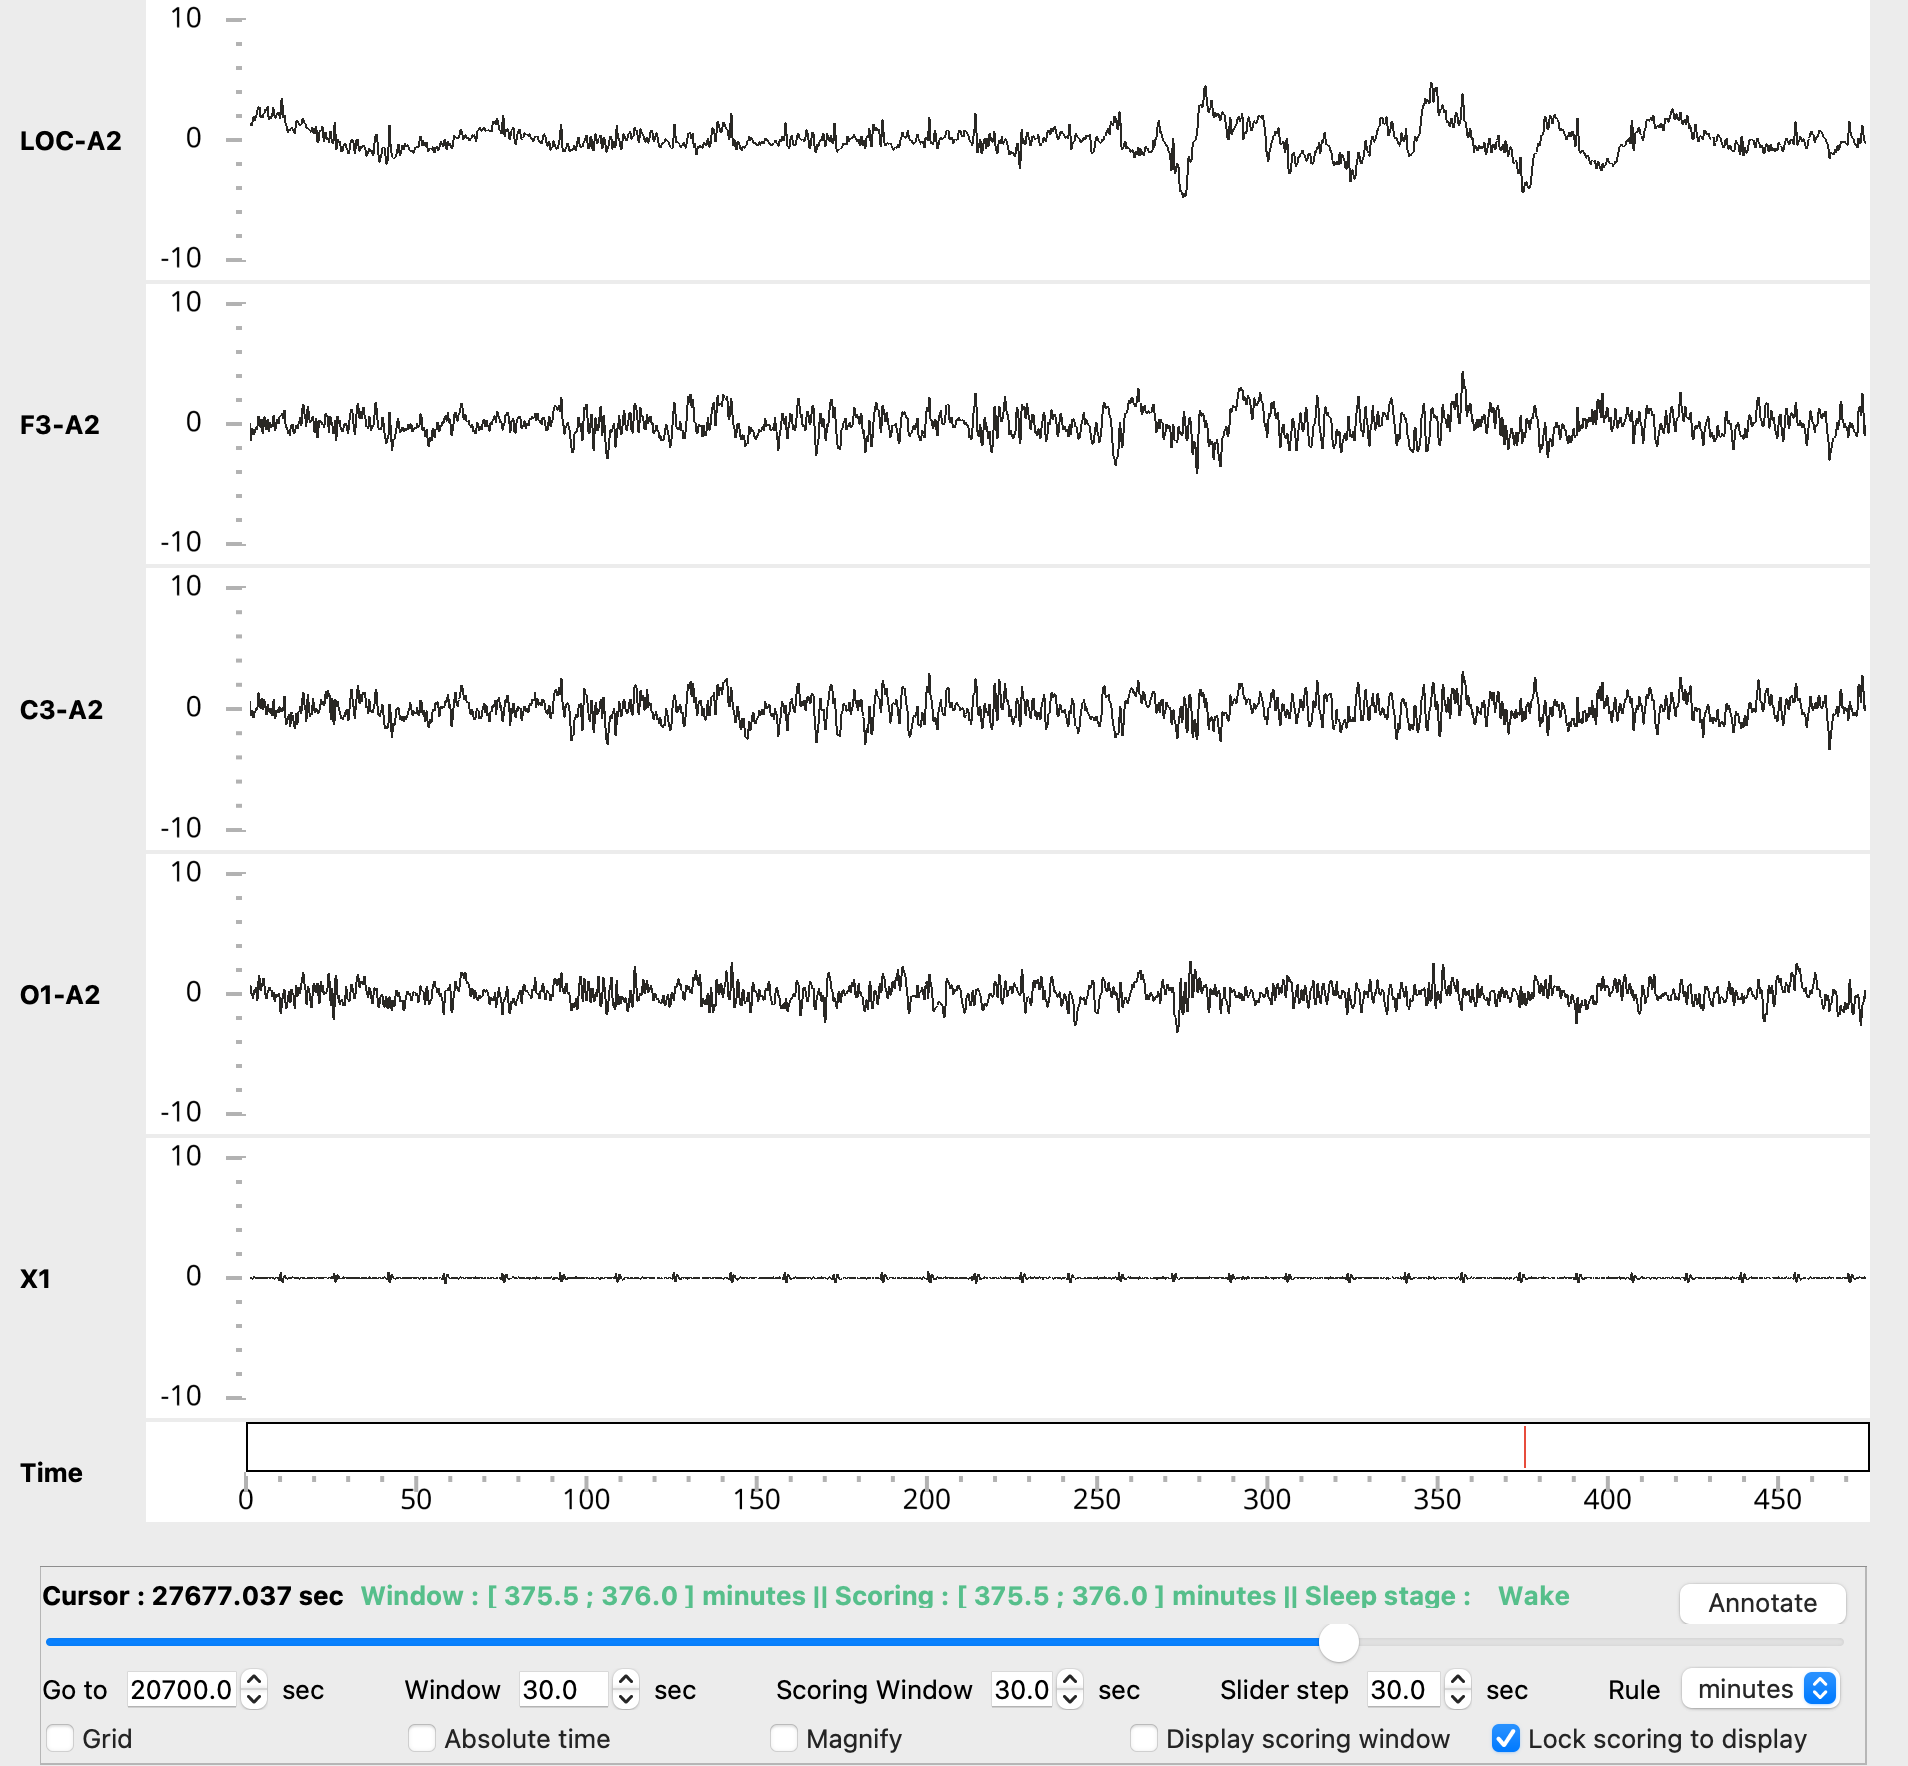 10
LOC-A2
0
-10
10
F3-A2
0
-10
10
C3-A2
0
-10
10
O1-A2
0
-10
10
X1
0
-10
Time
0 50 100 150 200 250 300 350 400 450
Cursor : 27677.037 sec Window : [ 375.5 ; 376.0 ] minutes || Scoring : [ 375.5 ; 376.0 ] minutes || Sleep stage : Wake Annotate
Go to 20700.0 sec Window 30.0 sec Scoring Window 30.0 sec Slider step 30.0 sec Rule minutes
Grid Absolute time Magnify Display scoring window Lock scoring to display